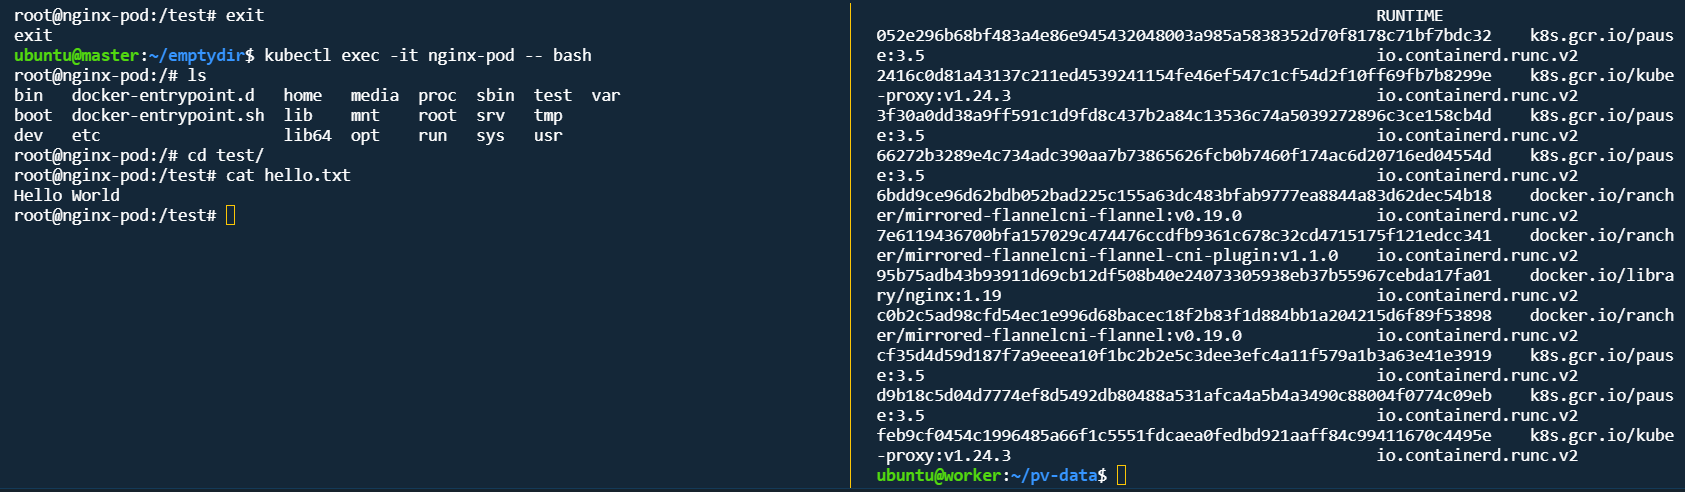 root@nginx-pod:/test# exit
exit
ubuntu@master:~/emptydir$ kubectl exec -it nginx-pod -- bash
root@nginx-pod:/# ls
bin   docker-entrypoint.d   home   media  proc  sbin  test  var
boot  docker-entrypoint.sh  lib    mnt    root  srv   tmp
dev   etc                   lib64  opt    run   sys   usr
root@nginx-pod:/# cd test/
root@nginx-pod:/test# cat hello.txt
Hello World
root@nginx-pod:/test#
RUNTIME
052e296b68bf483a4e86e945432048003a985a5838352d70f8178c71bf7bdc32    k8s.gcr.io/paus
e:3.5                                               io.containerd.runc.v2
2416c0d81a43137c211ed4539241154fe46ef547c1cf54d2f10ff69fb7b8299e    k8s.gcr.io/kube
-proxy:v1.24.3                                      io.containerd.runc.v2
3f30a0dd38a9ff591c1d9fd8c437b2a84c13536c74a5039272896c3ce158cb4d    k8s.gcr.io/paus
e:3.5                                               io.containerd.runc.v2
66272b3289e4c734adc390aa7b73865626fcb0b7460f174ac6d20716ed04554d    k8s.gcr.io/paus
e:3.5                                               io.containerd.runc.v2
6bdd9ce96d62bdb052bad225c155a63dc483bfab9777ea8844a83d62dec54b18    docker.io/ranch
er/mirrored-flannelcni-flannel:v0.19.0              io.containerd.runc.v2
7e6119436700bfa157029c474476ccdfb9361c678c32cd4715175f121edcc341    docker.io/ranch
er/mirrored-flannelcni-flannel-cni-plugin:v1.1.0    io.containerd.runc.v2
95b75adb43b93911d69cb12df508b40e24073305938eb37b55967cebda17fa01    docker.io/libra
ry/nginx:1.19                                       io.containerd.runc.v2
c0b2c5ad98cfd54ec1e996d68bacec18f2b83f1d884bb1a204215d6f89f53898    docker.io/ranch
er/mirrored-flannelcni-flannel:v0.19.0              io.containerd.runc.v2
cf35d4d59d187f7a9eeea10f1bc2b2e5c3dee3efc4a11f579a1b3a63e41e3919    k8s.gcr.io/paus
e:3.5                                               io.containerd.runc.v2
d9b18c5d04d7774ef8d5492db80488a531afca4a5b4a3490c88004f0774c09eb    k8s.gcr.io/paus
e:3.5                                               io.containerd.runc.v2
feb9cf0454c1996485a66f1c5551fdcaea0fedbd921aaff84c99411670c4495e    k8s.gcr.io/kube
-proxy:v1.24.3                                      io.containerd.runc.v2
ubuntu@worker:~/pv-data$